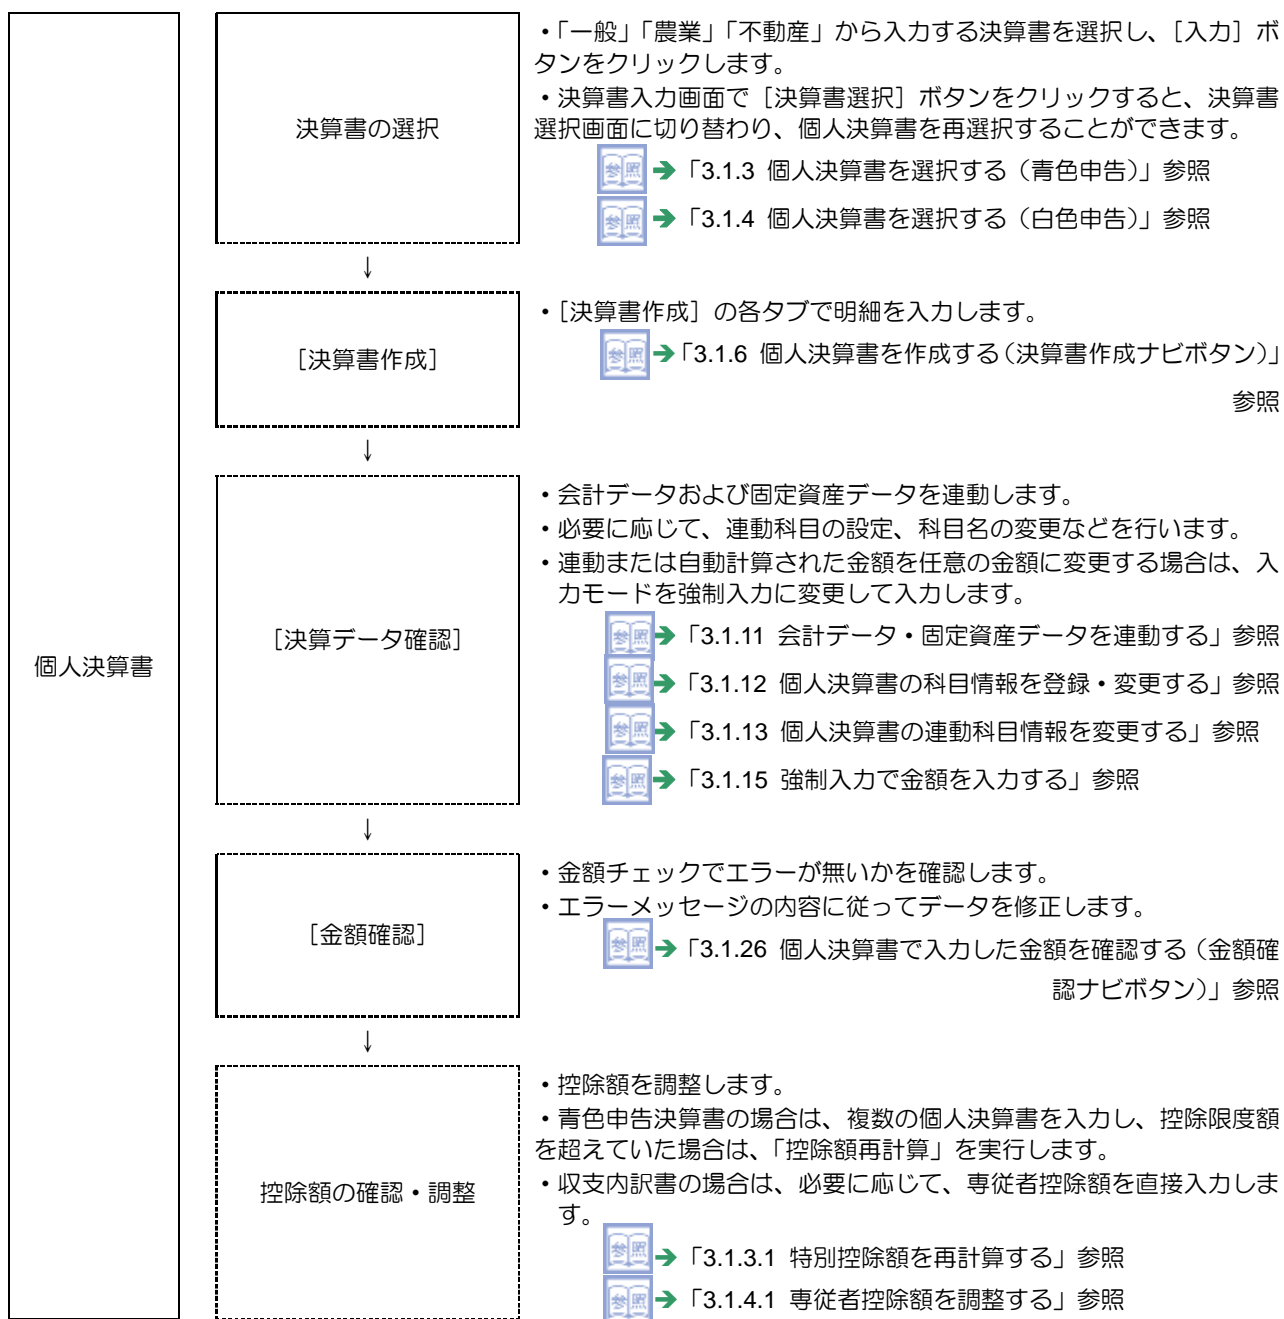 個人決算書
決算書の選択
・「一般」「農業」「不動産」から入力する決算書を選択し、［入力］ボ
タンをクリックします。
・決算書入力画面で［決算書選択］ボタンをクリックすると、決算書
選択画面に切り替わり、個人決算書を再選択することができます。
参照 ➔ 「3.1.3 個人決算書を選択する（青色申告）」参照
参照 ➔ 「3.1.4 個人決算書を選択する（白色申告）」参照
↓
［決算書作成］
・［決算書作成］の各タブで明細を入力します。
参照 ➔「3.1.6 個人決算書を作成する（決算書作成ナビボタン）」
参照
↓
［決算データ確認］
・会計データおよび固定資産データを連動します。
・必要に応じて、連動科目の設定、科目名の変更などを行います。
・連動または自動計算された金額を任意の金額に変更する場合は、入
力モードを強制入力に変更して入力します。
参照 ➔ 「3.1.11 会計データ・固定資産データを連動する」参照
参照 ➔ 「3.1.12 個人決算書の科目情報を登録・変更する」参照
参照 ➔ 「3.1.13 個人決算書の連動科目情報を変更する」参照
参照 ➔ 「3.1.15 強制入力で金額を入力する」参照
↓
［金額確認］
・金額チェックでエラーが無いかを確認します。
・エラーメッセージの内容に従ってデータを修正します。
参照 ➔ 「3.1.26 個人決算書で入力した金額を確認する（金額確
認ナビボタン）」参照
↓
控除額の確認・調整
・控除額を調整します。
・青色申告決算書の場合は、複数の個人決算書を入力し、控除限度額
を超えていた場合は、「控除額再計算」を実行します。
・収支内訳書の場合は、必要に応じて、専従者控除額を直接入力しま
す。
参照 ➔ 「3.1.3.1 特別控除額を再計算する」参照
参照 ➔ 「3.1.4.1 専従者控除額を調整する」参照